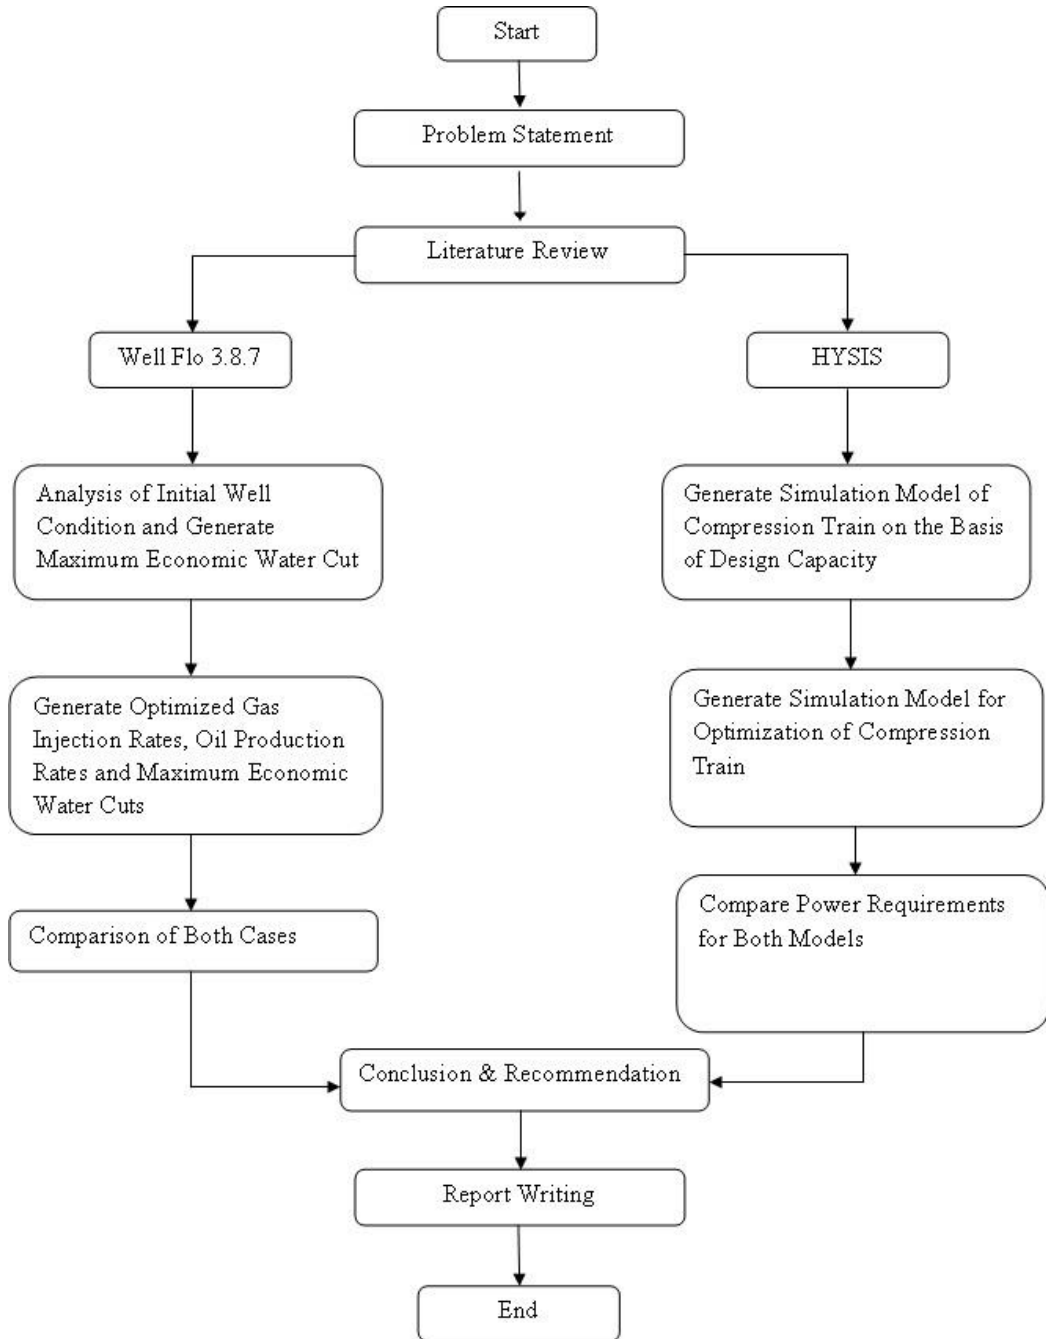 Start
Problem Statement
Literature Review
Well Flo 3.8.7
HYSIS
Analysis of Initial Well
Condition and Generate
Maximum Economic Water Cut
Generate Simulation Model of
Compression Train on the Basis
of Design Capacity
Generate Optimized Gas
Injection Rates, Oil Production
Rates and Maximum Economic
Water Cuts
Generate Simulation Model for
Optimization of Compression
Train
Comparison of Both Cases
Compare Power Requirements
for Both Models
Conclusion & Recommendation
Report Writing
End